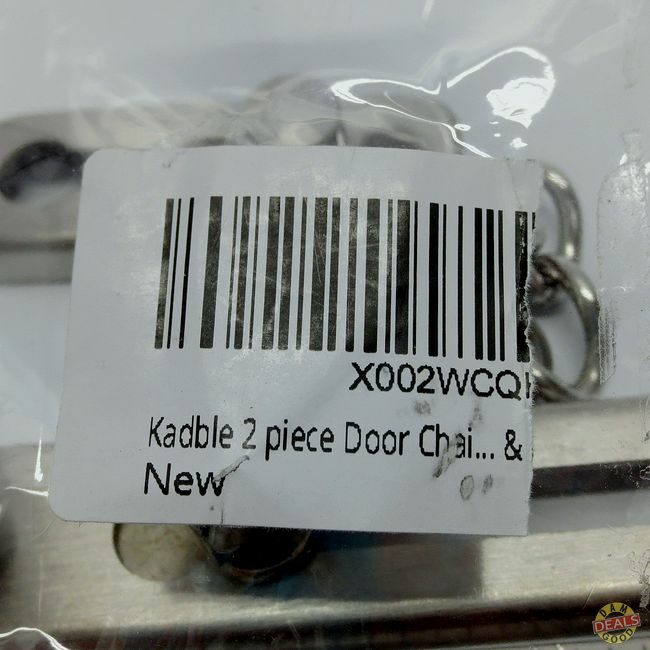 X002WCQ
Kadble 2 piece Door Chai... &
New
DAM
DEALS
GOOD